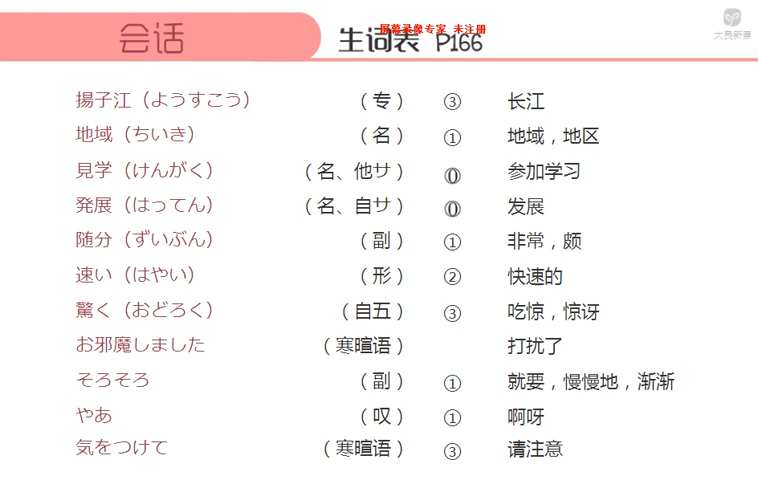 会话
生词表 P166
屏幕录像专家 未注册
太良新景
揚子江（ようすこう） （专） ③ 长江
地域（ちいき） （名） ① 地域，地区
見学（けんがく） （名、他サ） ⓪ 参加学习
発展（はってん） （名、自サ） ⓪ 发展
随分（ずいぶん） （副） ① 非常，颇
速い（はやい） （形） ② 快速的
驚く（おどろく） （自五） ③ 吃惊，惊讶
お邪魔しました （寒暄语） 打扰了
そろそろ （副） ① 就要，慢慢地，渐渐
やあ （叹） ① 啊呀
気をつけて （寒暄语） ③ 请注意